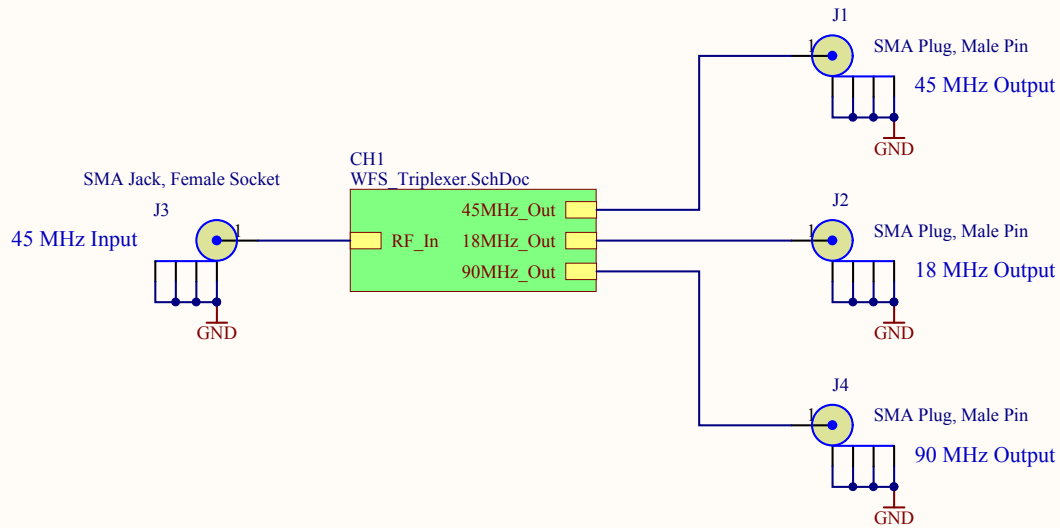 J1
1
SMA Plug, Male Pin
45 MHz Output
GND
CH1
WFS_Triplexer.SchDoc
SMA Jack, Female Socket
J3
1
45 MHz Input
GND
RF_In
45MHz_Out
18MHz_Out
90MHz_Out
J2
1
SMA Plug, Male Pin
18 MHz Output
GND
J4
1
SMA Plug, Male Pin
90 MHz Output
GND